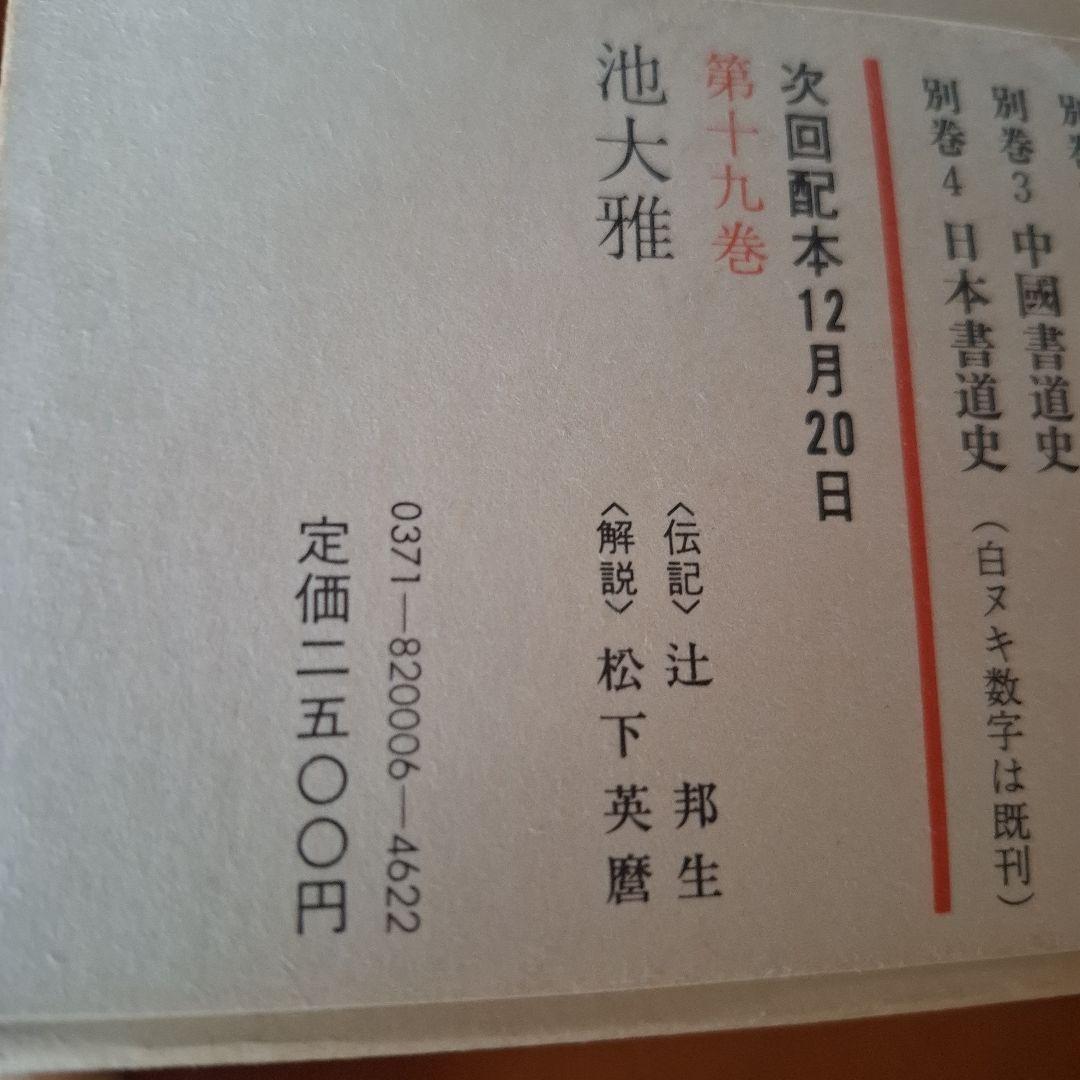 別巻
別巻3 中國書道史
別巻4 日本書道史 (白ヌキ数字は既刊)
次回配本12月20日
第十九巻
池大雅
〈伝記〉辻 邦生
〈解説〉松下英麿
0371—820006—4622
定価二五〇〇円